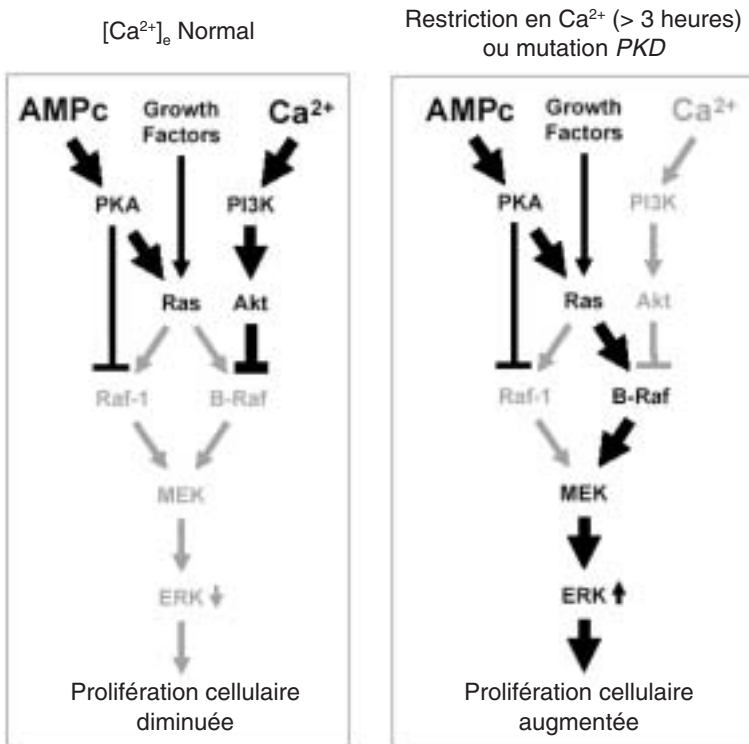 [Ca²⁺]ₑ Normal
AMPc
Growth
Factors
Ca²⁺
PKA
PI3K
Ras
Akt
Raf-1
B-Raf
MEK
ERK
Prolifération cellulaire
diminuée
Restriction en Ca²⁺ (> 3 heures)
ou mutation PKD
AMPc
Growth
Factors
Ca²⁺
PKA
PI3K
Ras
Akt
Raf-1
B-Raf
MEK
ERK
Prolifération cellulaire
augmentée